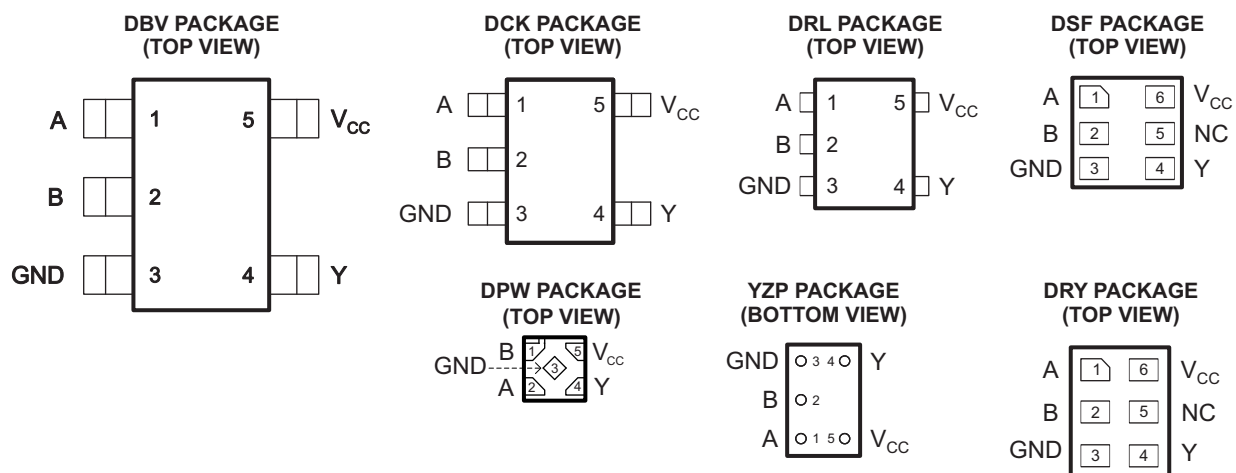 DBV PACKAGE
(TOP VIEW)
A 1 5 VCC
B 2
GND 3 4 Y
DCK PACKAGE
(TOP VIEW)
A 1 5 VCC
B 2
GND 3 4 Y
DRL PACKAGE
(TOP VIEW)
A 1 5 VCC
B 2
GND 3 4 Y
DSF PACKAGE
(TOP VIEW)
A 1 6 VCC
B 2 5 NC
GND 3 4 Y
DPW PACKAGE
(TOP VIEW)
B 1 5 VCC
GND 3
A 2 4 Y
YZP PACKAGE
(BOTTOM VIEW)
GND 3 4 Y
B 2
A 1 5 VCC
DRY PACKAGE
(TOP VIEW)
A 1 6 VCC
B 2 5 NC
GND 3 4 Y